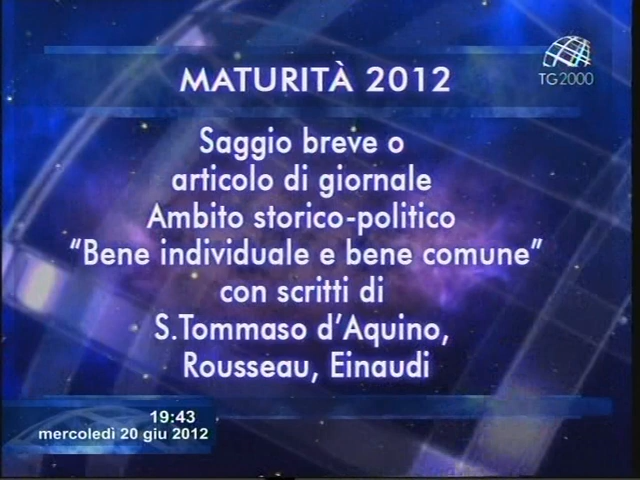 MATURITÀ 2012
TG2000
Saggio breve o
articolo di giornale
Ambito storico-politico
“Bene individuale e bene comune”
con scritti di
S.Tommaso d’Aquino,
Rousseau, Einaudi
19:43
mercoledì 20 giu 2012